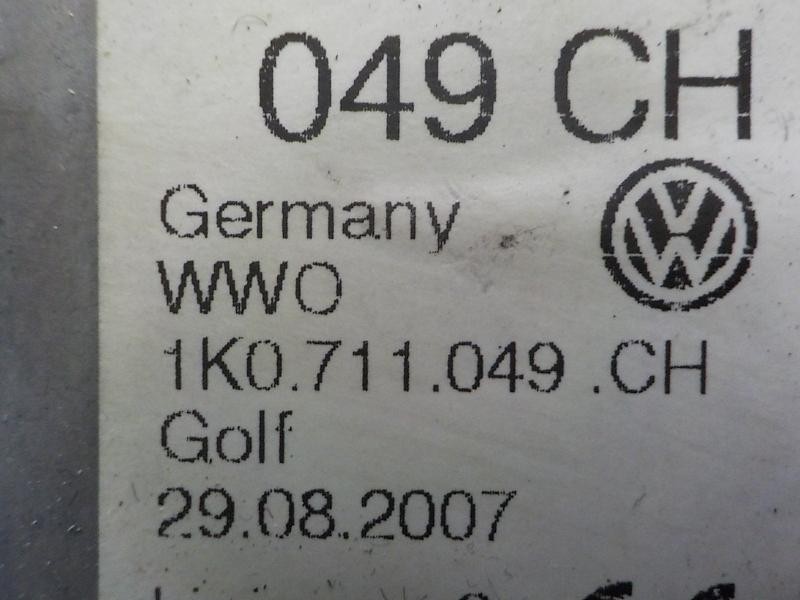 049 CH
Germany
WWO
1K0.711.049 .CH
Golf
29.08.2007